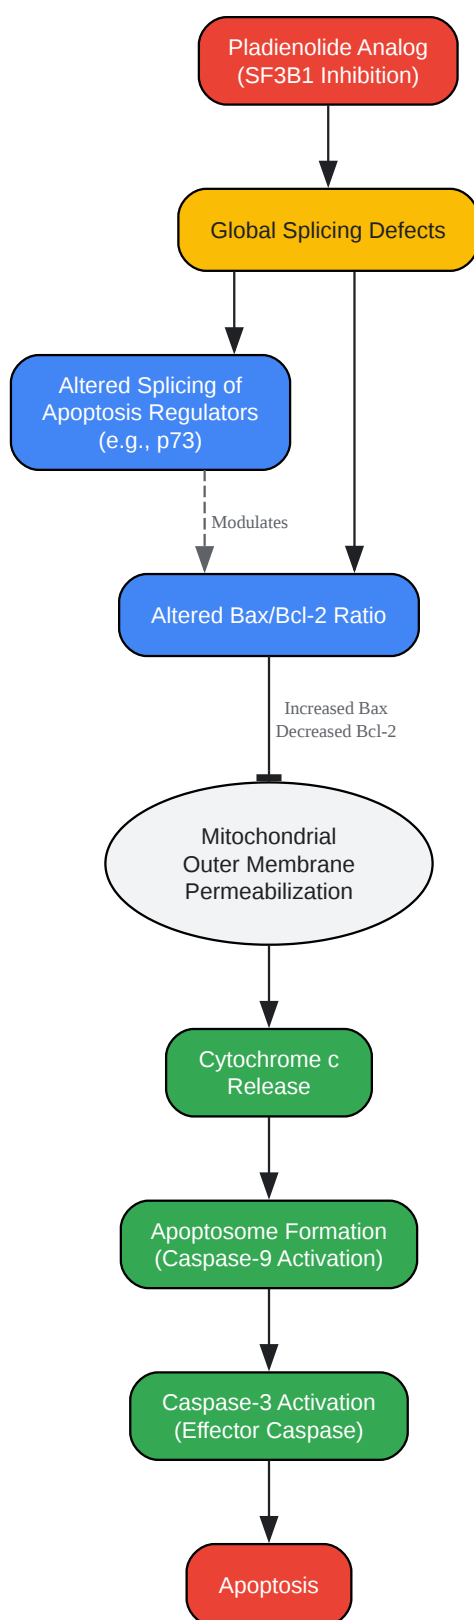 Pladienolide Analog
(SF3B1 Inhibition)
Global Splicing Defects
Altered Splicing of
Apoptosis Regulators
(e.g., p73)
Modulates
Altered Bax/Bcl-2 Ratio
Increased Bax
Decreased Bcl-2
Mitochondrial
Outer Membrane
Permeabilization
Cytochrome c
Release
Apoptosome Formation
(Caspase-9 Activation)
Caspase-3 Activation
(Effector Caspase)
Apoptosis